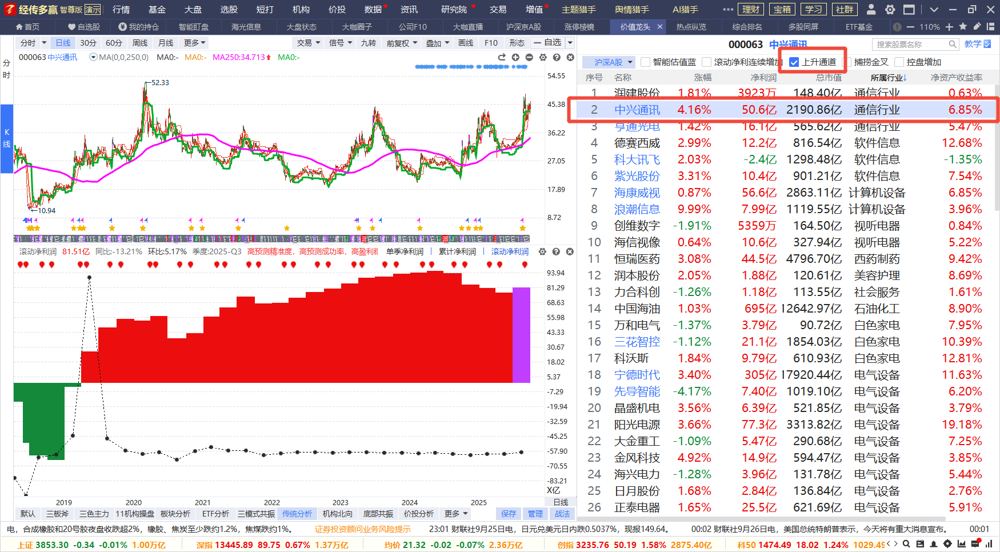 经传多赢 智尊版 演示 行情 基金 大盘 选股 短打 机构 价投 数据 资讯 研究院 交易 增值 主题猎手 舆情猎手 AI猎手 理财 宝箱 学习 社群
首页 自选股 我的持仓 智能盯盘 海光信息 大盘状态 大咖圈子 公司F10 大咖直播 沪深京A股 涨停棱镜 价值龙头 热点纵览 综合排名 多股同屏 ETF基金 110%
分时 日线 30分 60分 周线 月线 更多 交易 信号 九转 前复权 叠加 画线 F10 形态 自选
000063 中兴通讯 搜索股票名称 教学
000063 中兴通讯 MA(0,0,250,0) MA0:- MA0:- MA250:34.713 MA0:-
沪深A股 智能估值蓝 滚动净利连续增加 上升通道 捕捞金叉 控盘增加
分时
K线
52.33
10.94
54.55
45.38
36.22
27.05
17.89
8.72
序号 名称 涨幅 净利润 总市值 所属行业↓ 净资产收益率
1 润建股份 1.81% 3923万 148.40亿 通信行业 0.63%
2 中兴通讯 4.16% 50.6亿 2190.86亿 通信行业 6.85%
3 亨通光电 1.42% 16.1亿 565.62亿 通信行业 5.47%
4 德赛西威 2.99% 12.2亿 816.54亿 软件信息 12.68%
5 科大讯飞 2.03% -2.4亿 1298.48亿 软件信息 -1.35%
6 紫光股份 3.31% 10.4亿 901.21亿 软件信息 7.54%
7 海康威视 0.87% 56.6亿 2863.11亿 计算机设备 6.85%
8 浪潮信息 9.99% 7.99亿 1119.55亿 计算机设备 3.96%
9 创维数字 -1.91% 5359万 164.50亿 视听电器 0.84%
10 海信视像 0.64% 10.6亿 327.94亿 视听电器 5.22%
11 恒瑞医药 3.08% 44.5亿 4796.70亿 西药制药 9.42%
12 润本股份 2.05% 1.88亿 120.61亿 美容护理 8.69%
13 力合科创 -1.26% 1.18亿 113.55亿 社会服务 1.61%
14 中国海油 1.03% 695亿 12642.97亿 石油化工 8.90%
15 万和电气 -1.37% 3.79亿 90.72亿 白色家电 7.95%
16 三花智控 -1.12% 21.1亿 1854.03亿 白色家电 10.39%
17 科沃斯 1.84% 9.79亿 610.93亿 白色家电 12.81%
18 宁德时代 3.40% 305亿 17920.44亿 电气设备 11.63%
19 先导智能 -4.17% 7.40亿 1019.10亿 电气设备 6.20%
20 晶盛机电 3.56% 6.39亿 521.85亿 电气设备 3.79%
21 阳光电源 3.66% 77.3亿 3313.82亿 电气设备 19.18%
22 大金重工 -1.09% 5.47亿 290.68亿 电气设备 7.25%
23 金风科技 4.92% 14.9亿 594.47亿 电气设备 3.85%
24 海兴电力 -1.28% 3.96亿 131.78亿 电气设备 5.44%
25 日月股份 1.68% 2.84亿 136.84亿 电气设备 2.76%
26 正泰电器 1.65% 25.5亿 621.69亿 电气设备 5.91%
滚动净利润 81.51亿 同比:-13.21% 环比:5.17% 季度:2025-Q3 高预测精准度，高预测成功率，高盈利 单季净利润 累计净利润 滚动净利润
93.94
81.29
68.63
55.98
43.33
30.67
18.02
5.37
-7.29
-19.94
-32.59
-45.25
-57.90
-70.55
-83.21
X亿
2019 2020 2021 2022 2023 2024 2025 日线
默认 三板斧 三色主力 11机构操盘 板块分析 ETF分析 三模式共振 传统分析 机构北向 底部共振 价投分析 更多 保存 管理 战法
电，合成橡胶和20号胶夜盘收跌超2%，橡胶、焦炭至少跌约1.2%，焦煤跌约1%。 证券投资顾问业务风险提示 23:01 财联社9月25日电，日元兑美元日内跌0.5037%，现报149.64。 00:02 财联社9月26日电，美国总统特朗普表示，今天将有重大消息宣布。 00:01
上证 3853.30 -0.34 -0.01% 1.00万亿 深指 13445.89 89.75 0.67% 1.37万亿 均价 21.32 -0.02 -0.07% 2.36万亿 创指 3235.76 50.19 1.58% 2875.40亿 科50 1474.49 18.02 1.24% 1029.49